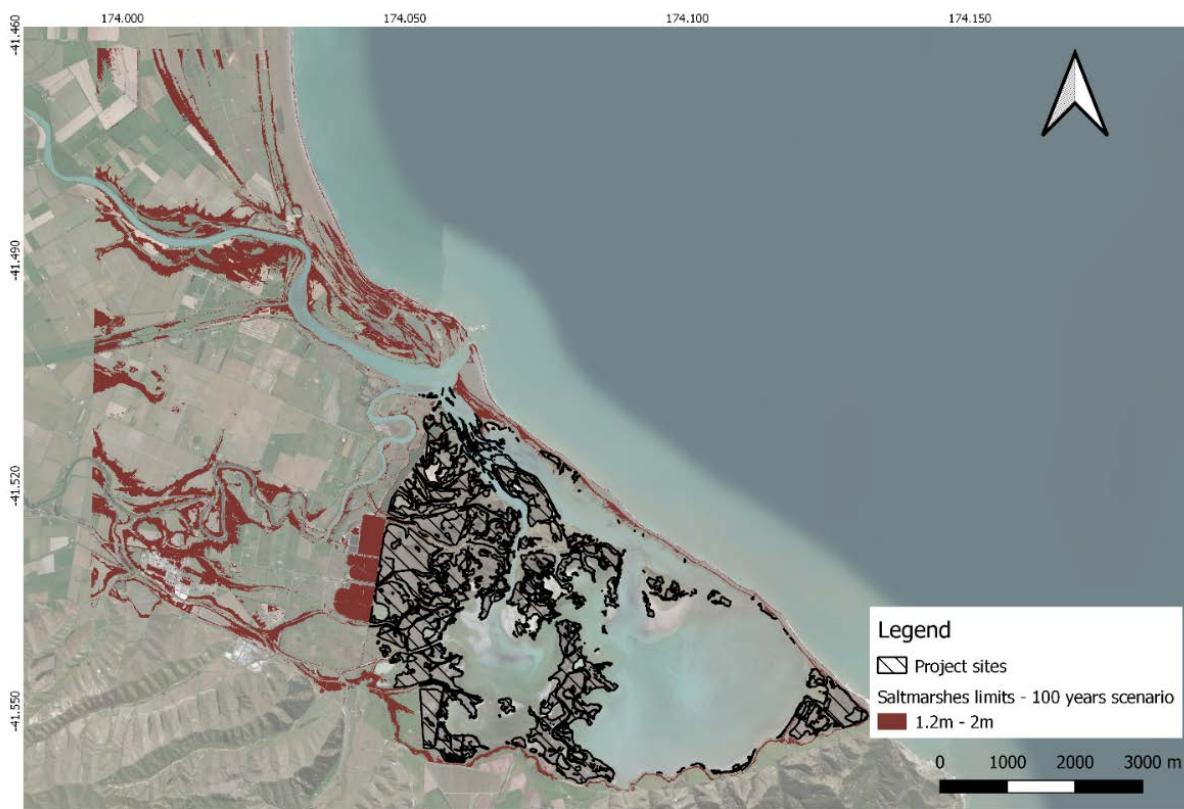 174.000 174.050 174.100 174.150
-41.460
-41.490
-41.520
-41.550
Legend
Project sites
Saltmarshes limits - 100 years scenario
1.2m - 2m
0 1000 2000 3000 m